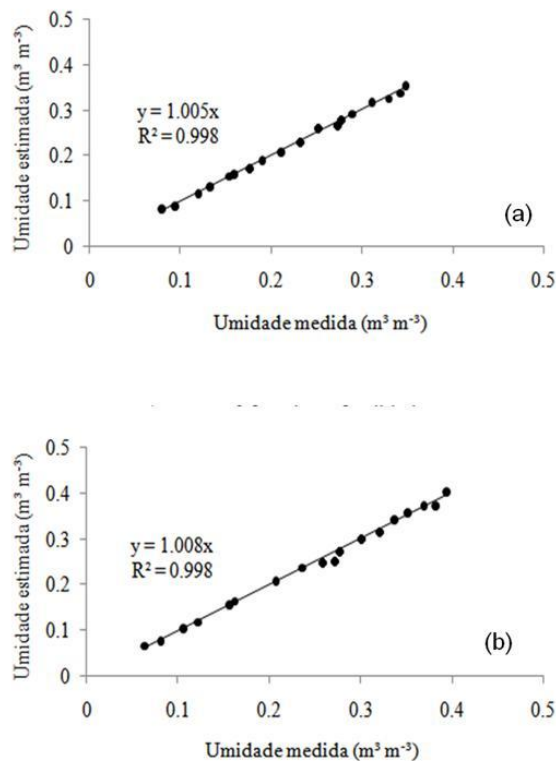 0.5
0.4
0.3
0.2
0.1
0
Umidade estimada (m³ m⁻³)
y = 1.005x
R² = 0.998
(a)
0 0.1 0.2 0.3 0.4 0.5
Umidade medida (m³ m⁻³)
0.5
0.4
0.3
0.2
0.1
0
Umidade estimada (m³ m⁻³)
y = 1.008x
R² = 0.998
(b)
0 0.1 0.2 0.3 0.4 0.5
Umidade medida (m³ m⁻³)